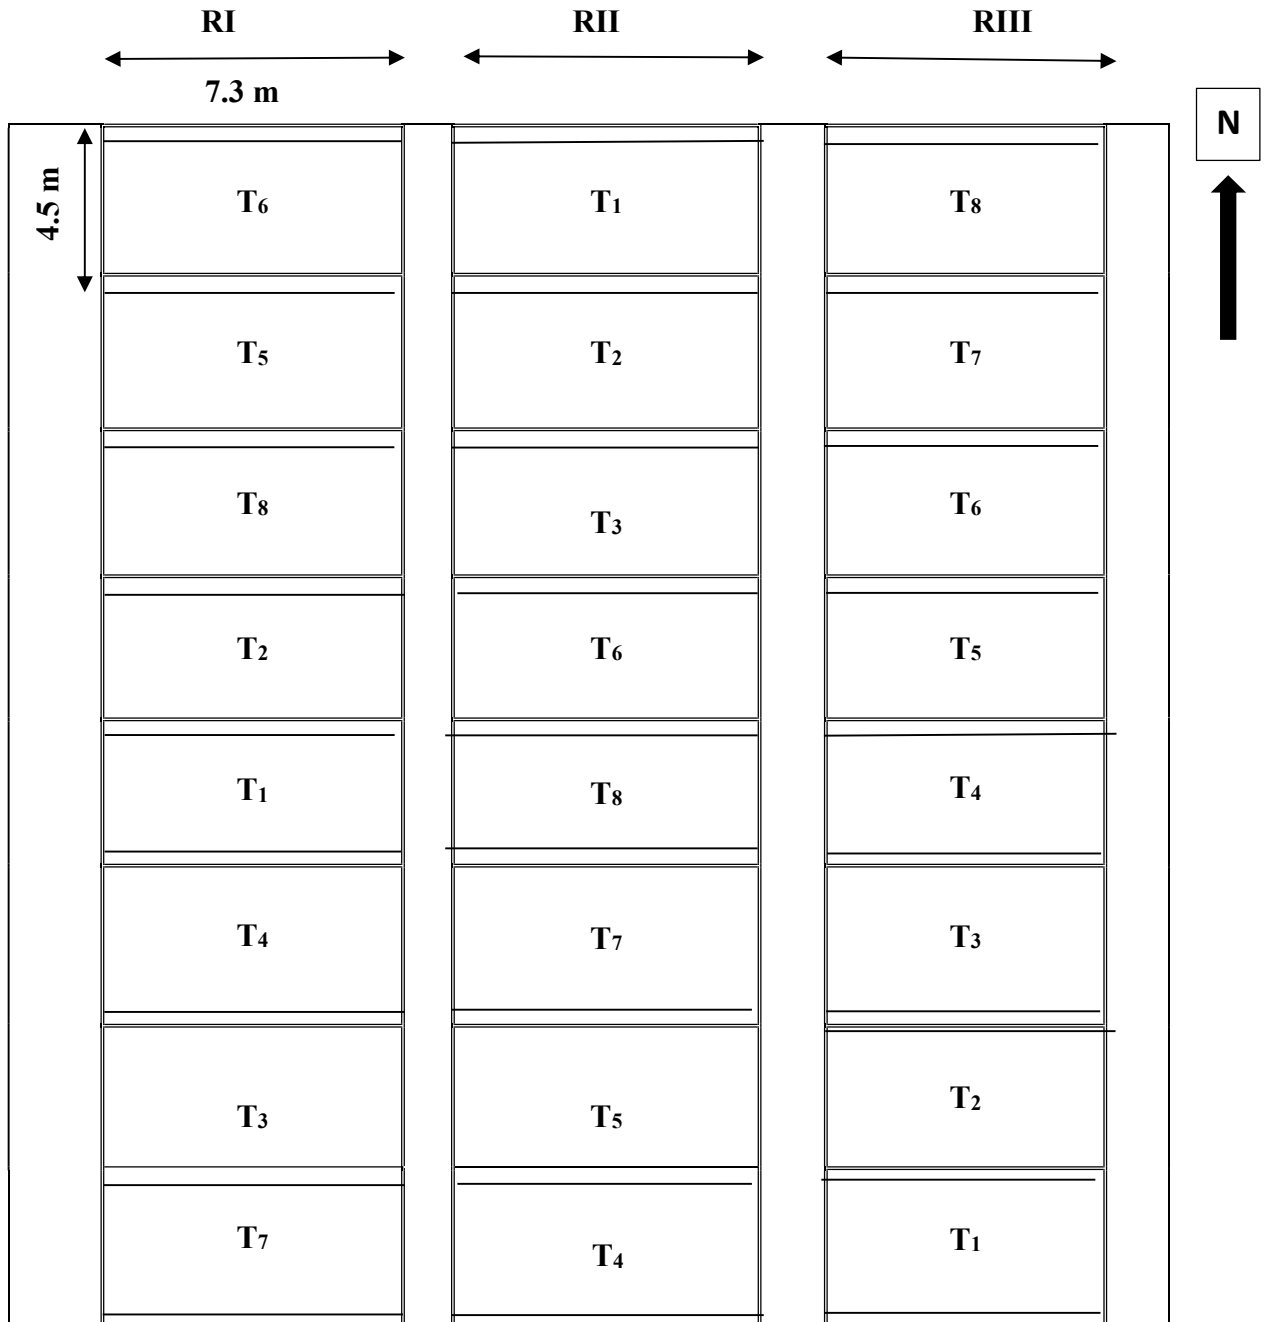 RI RII RIII
7.3 m
N
4.5 m
T6 T1 T8
T5 T2 T7
T8 T3 T6
T2 T6 T5
T1 T8 T4
T4 T7 T3
T3 T5 T2
T7 T4 T1